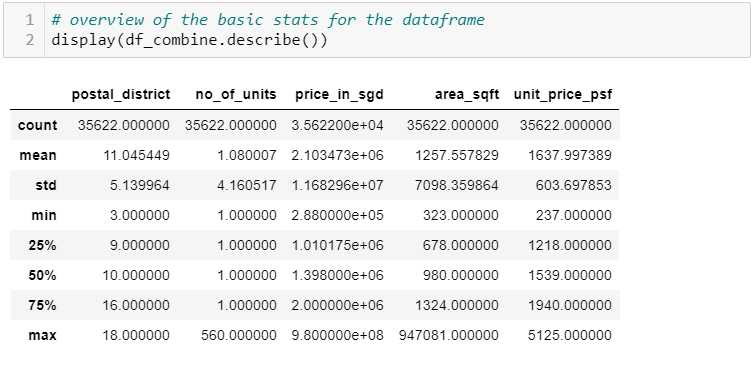 1 # overview of the basic stats for the dataframe
2 display(df_combine.describe())
postal_district no_of_units price_in_sgd area_sqft unit_price_psf
count 35622.000000 35622.000000 3.562200e+04 35622.000000 35622.000000
mean 11.045449 1.080007 2.103473e+06 1257.557829 1637.997389
std 5.139964 4.160517 1.168296e+07 7098.359864 603.697853
min 3.000000 1.000000 2.880000e+05 323.000000 237.000000
25% 9.000000 1.000000 1.010175e+06 678.000000 1218.000000
50% 10.000000 1.000000 1.398000e+06 980.000000 1539.000000
75% 16.000000 1.000000 2.000000e+06 1324.000000 1940.000000
max 18.000000 560.000000 9.800000e+08 947081.000000 5125.000000